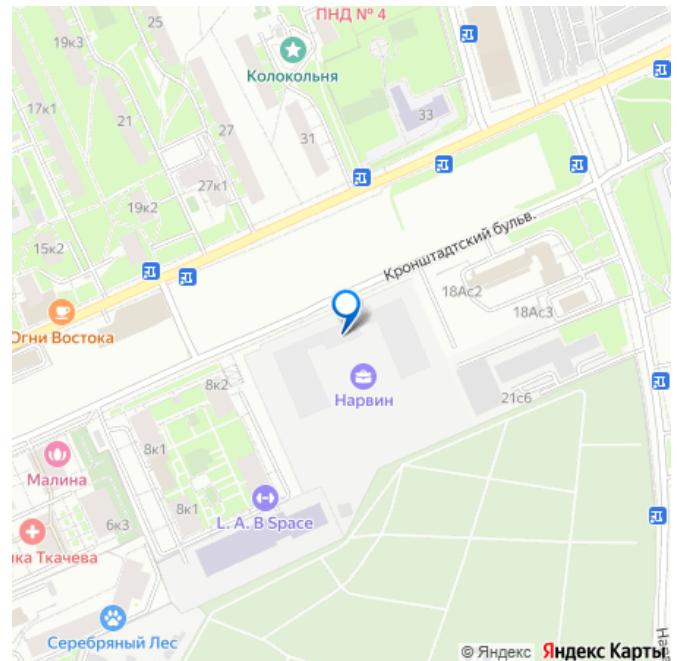 ПНД № 4
25
19к3
Колокольня
17к1
21
27
31
33
27к1
19к2
15к2
Кронштадтский бульв.
18Ас2
18Ас3
Огни Востока
8к2
Нарвин
21с6
8к1
Малина
8к1
L. A. B Space
6к3
ика Ткачева
Серебряный Лес
На
© Яндекс Яндекс Карты